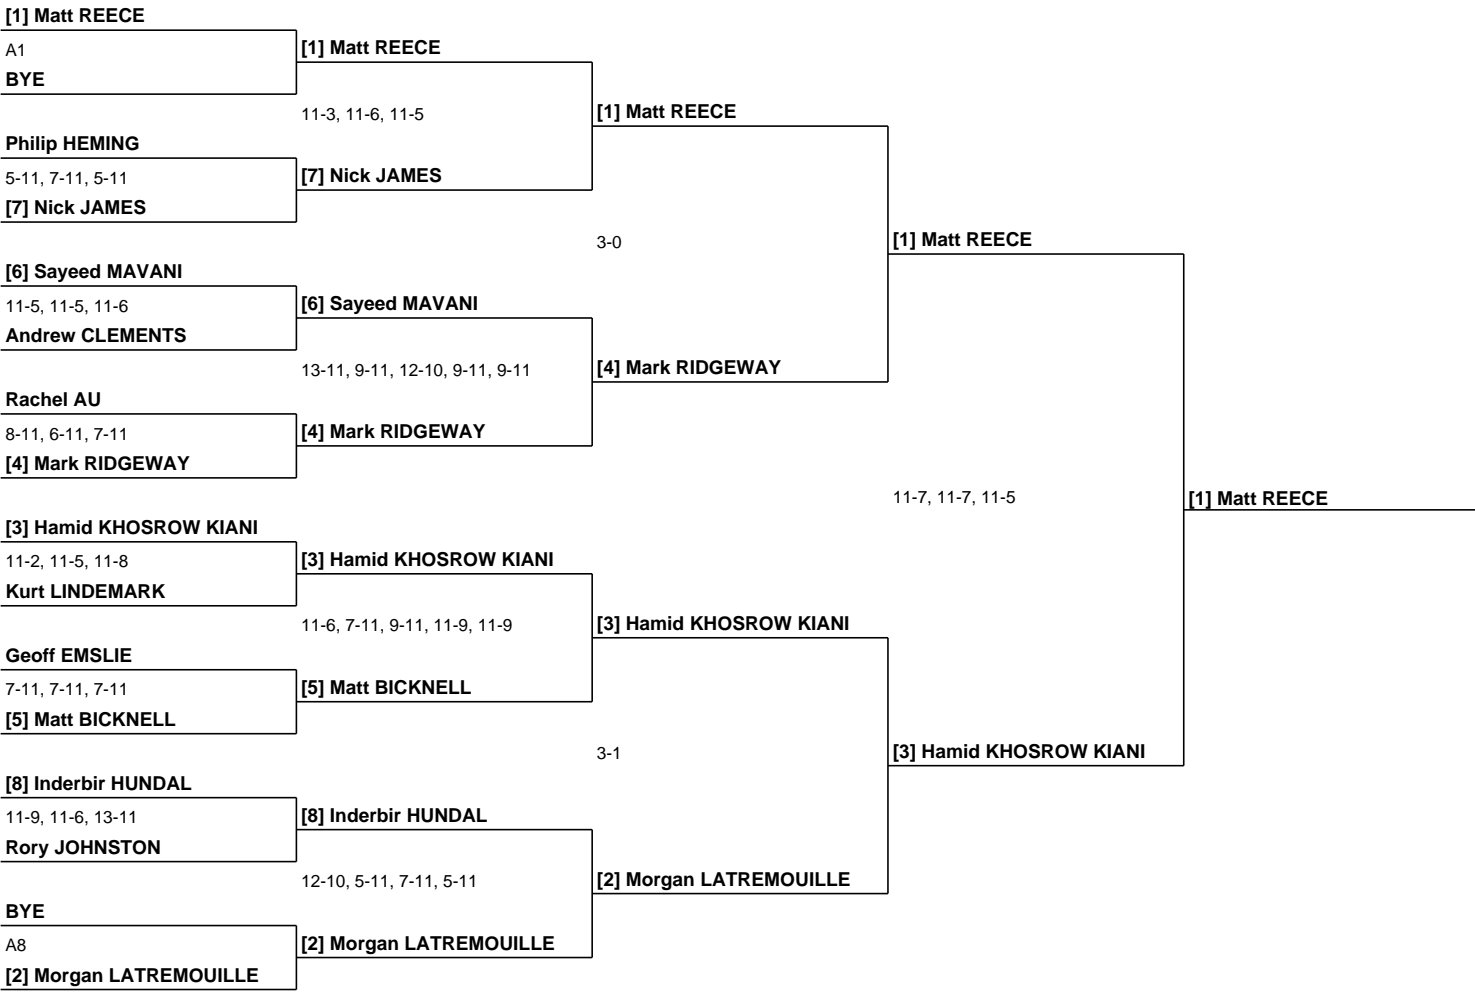 [1] Matt REECE
A1
BYE
Philip HEMING
5-11, 7-11, 5-11
[7] Nick JAMES
[6] Sayeed MAVANI
11-5, 11-5, 11-6
Andrew CLEMENTS
Rachel AU
8-11, 6-11, 7-11
[4] Mark RIDGEWAY
[3] Hamid KHOSROW KIANI
11-2, 11-5, 11-8
Kurt LINDEMARK
Geoff EMSLIE
7-11, 7-11, 7-11
[5] Matt BICKNELL
[8] Inderbir HUNDAL
11-9, 11-6, 13-11
Rory JOHNSTON
BYE
A8
[2] Morgan LATREMOUILLE
[1] Matt REECE
11-3, 11-6, 11-5
[7] Nick JAMES
[6] Sayeed MAVANI
13-11, 9-11, 12-10, 9-11, 9-11
[4] Mark RIDGEWAY
[3] Hamid KHOSROW KIANI
11-6, 7-11, 9-11, 11-9, 11-9
[5] Matt BICKNELL
[8] Inderbir HUNDAL
12-10, 5-11, 7-11, 5-11
[2] Morgan LATREMOUILLE
[1] Matt REECE
3-0
[4] Mark RIDGEWAY
[3] Hamid KHOSROW KIANI
3-1
[2] Morgan LATREMOUILLE
[1] Matt REECE
11-7, 11-7, 11-5
[3] Hamid KHOSROW KIANI
[1] Matt REECE